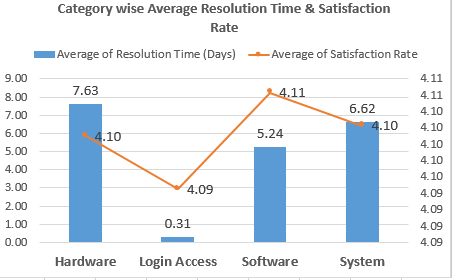 Category wise Average Resolution Time & Satisfaction
Rate
Average of Resolution Time (Days) Average of Satisfaction Rate
9.00 4.11
8.00 7.63 4.11 4.11
7.00 6.62 4.10
6.00 4.10 5.24 4.10 4.10
5.00 4.10
4.00 4.10
3.00 4.09 4.10
2.00 4.09
1.00 0.31 4.09
0.00 4.09
Hardware Login Access Software System